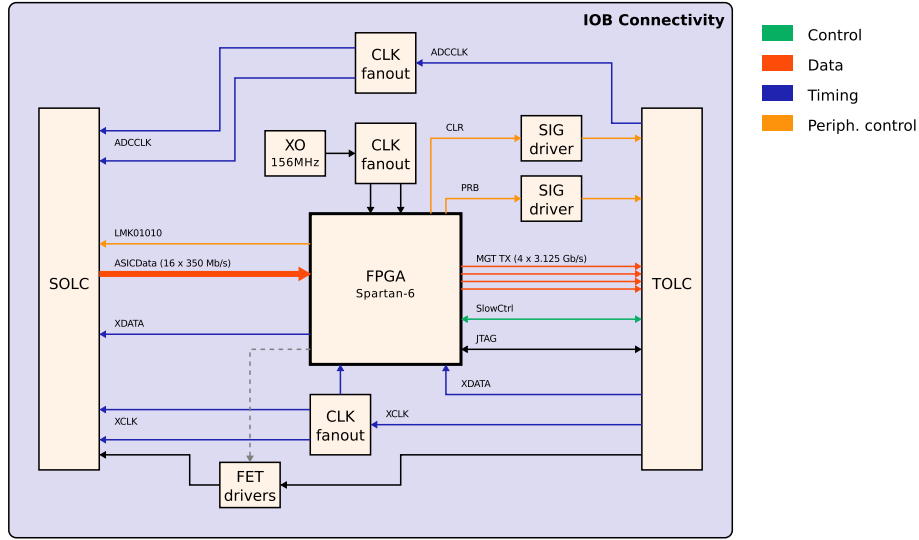 IOB Connectivity
Control
Data
Timing
Periph. control
CLK
fanout
ADCCLK
ADCCLK
XO
156MHz
CLK
fanout
CLR
SIG
driver
PRB
SIG
driver
LMK01010
ASICData (16 x 350 Mb/s)
SOLC
FPGA
Spartan-6
MGT TX (4 x 3.125 Gb/s)
TOLC
SlowCtrl
XDATA
JTAG
XDATA
XCLK
CLK
fanout
XCLK
FET
drivers